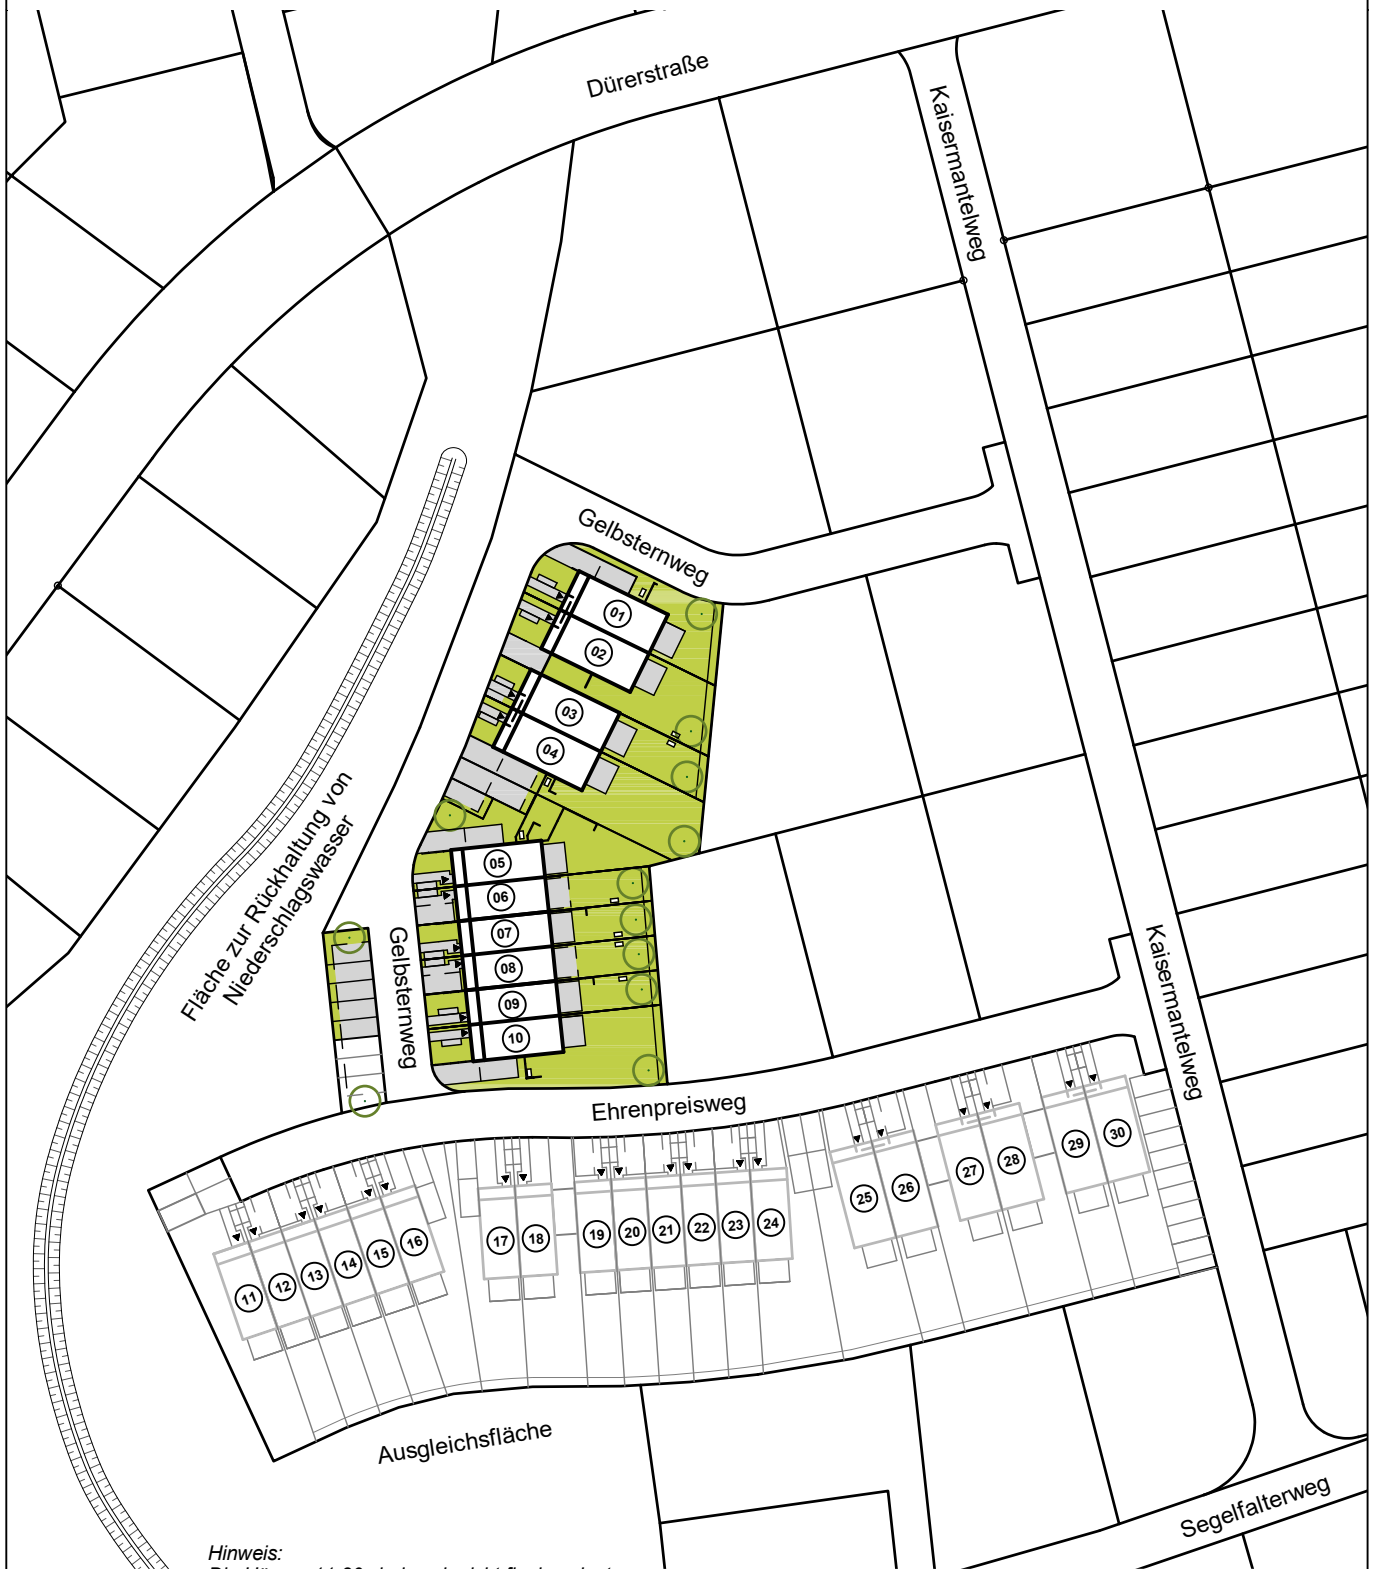 Dürerstraße
Kaisermantelweg
Gelbsternweg
01
02
03
04
Fläche zur Rückhaltung von
Niederschlagswasser
05
06
07
08
09
10
Gelbsternweg
Kaisermantelweg
Ehrenpreisweg
11
12
13
14
15
16
17
18
19
20
21
22
23
24
25
26
27
28
29
30
Ausgleichsfläche
Segelfalterweg
Hinweis: